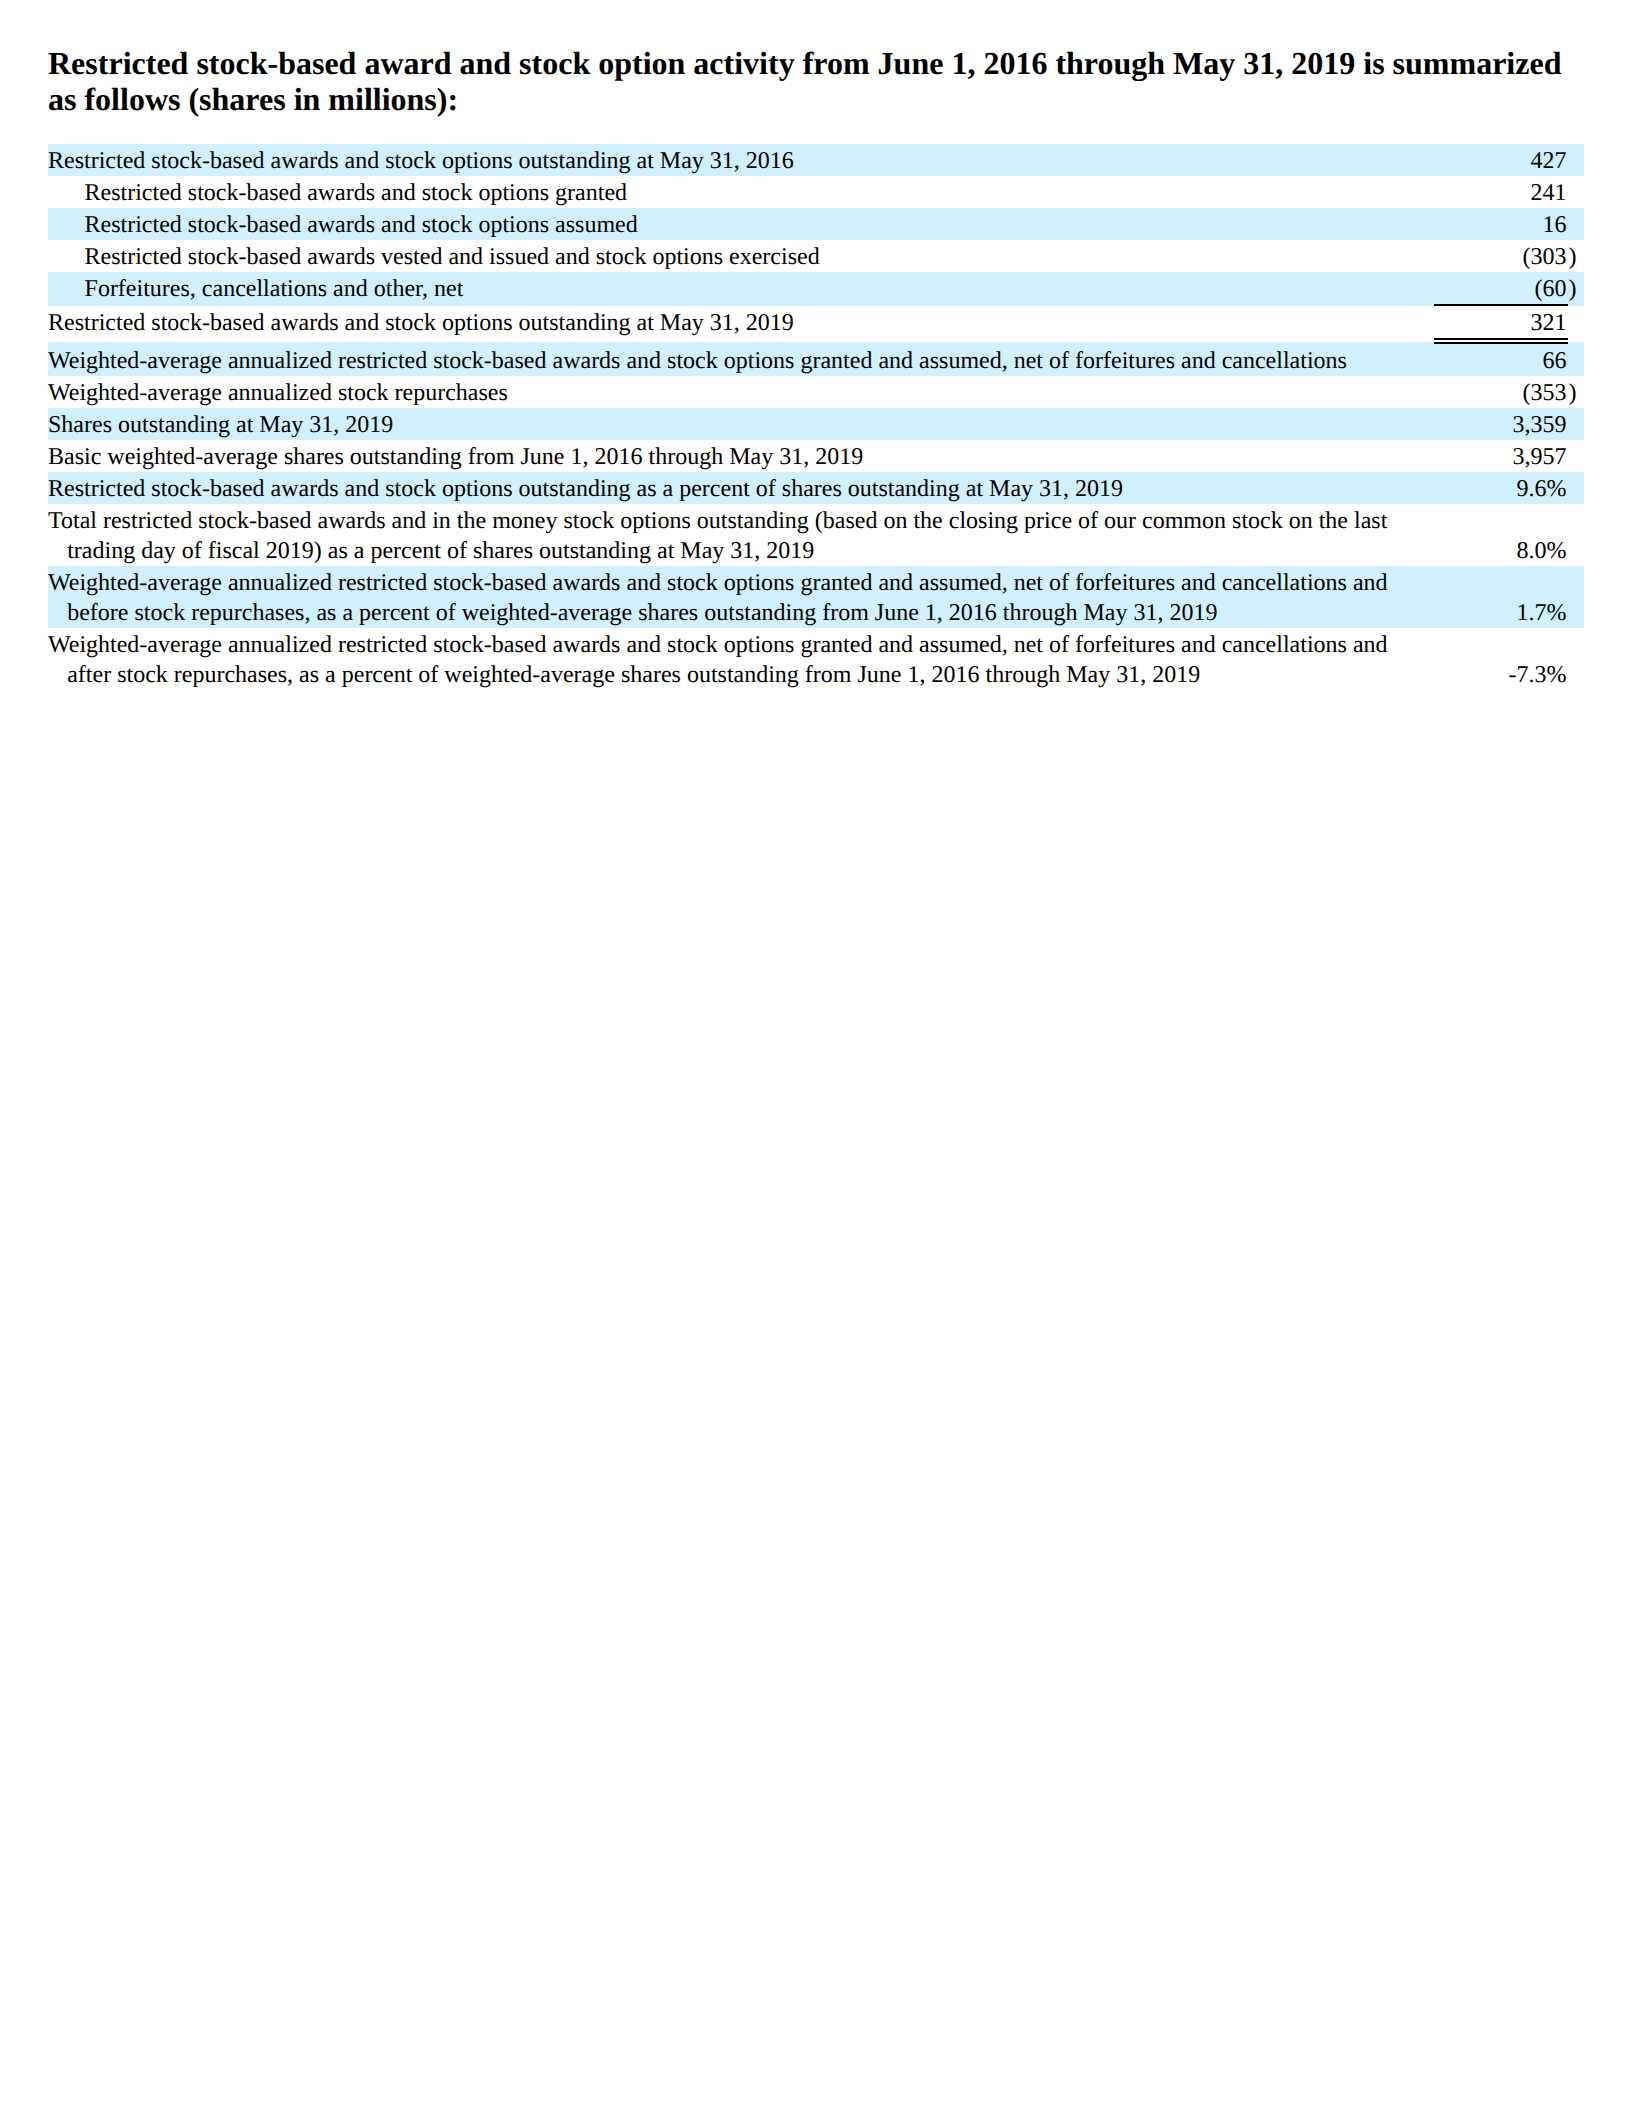 Restricted stock-based award and stock option activity from June 1, 2016 through May 31, 2019 is summarized
as follows (shares in millions):
Restricted stock-based awards and stock options outstanding at May 31, 2016 427
Restricted stock-based awards and stock options granted 241
Restricted stock-based awards and stock options assumed 16
Restricted stock-based awards vested and issued and stock options exercised (303)
Forfeitures, cancellations and other, net (60)
Restricted stock-based awards and stock options outstanding at May 31, 2019 321
Weighted-average annualized restricted stock-based awards and stock options granted and assumed, net of forfeitures and cancellations 66
Weighted-average annualized stock repurchases (353)
Shares outstanding at May 31, 2019 3,359
Basic weighted-average shares outstanding from June 1, 2016 through May 31, 2019 3,957
Restricted stock-based awards and stock options outstanding as a percent of shares outstanding at May 31, 2019 9.6%
Total restricted stock-based awards and in the money stock options outstanding (based on the closing price of our common stock on the last
trading day of fiscal 2019) as a percent of shares outstanding at May 31, 2019 8.0%
Weighted-average annualized restricted stock-based awards and stock options granted and assumed, net of forfeitures and cancellations and
before stock repurchases, as a percent of weighted-average shares outstanding from June 1, 2016 through May 31, 2019 1.7%
Weighted-average annualized restricted stock-based awards and stock options granted and assumed, net of forfeitures and cancellations and
after stock repurchases, as a percent of weighted-average shares outstanding from June 1, 2016 through May 31, 2019 -7.3%